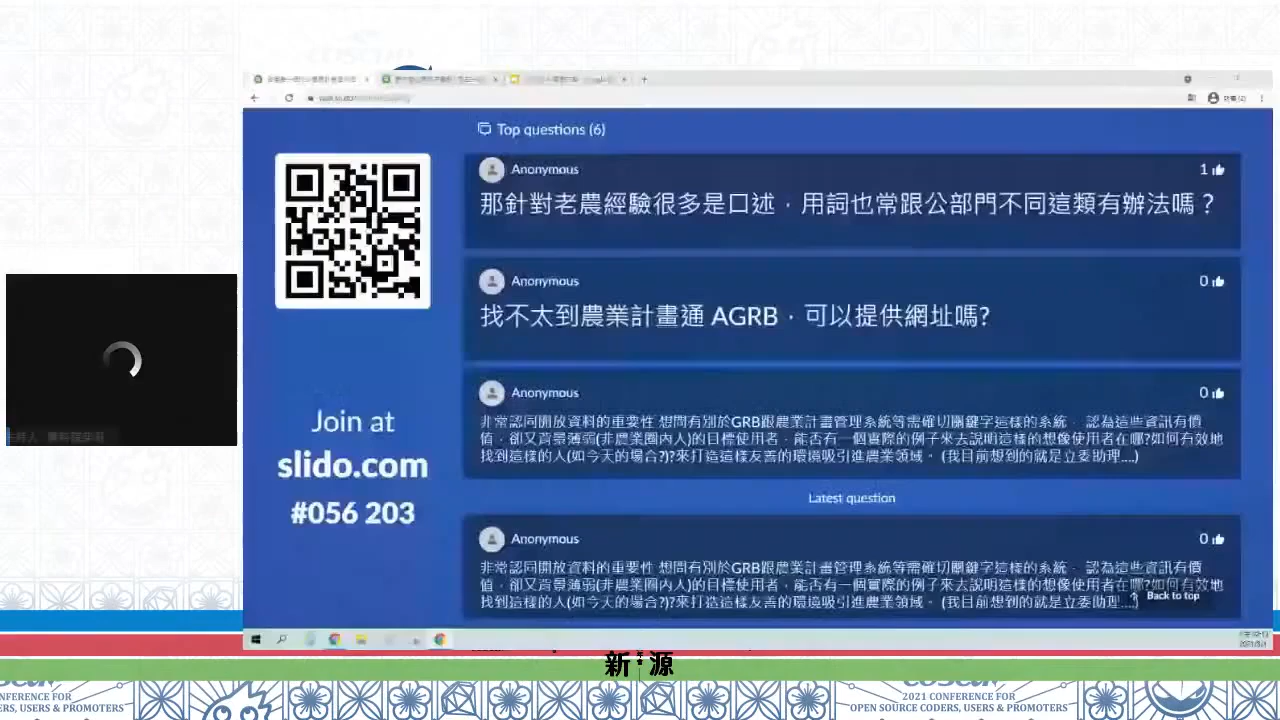 Top questions (6)
Anonymous
1
那針對老農經驗很多是口述，用詞也常跟公部門不同這類有辦法嗎？
Anonymous
0
找不太到農業計畫通 AGRB，可以提供網址嗎?
Anonymous
0
非常認同開放資料的重要性 想問有別於GRB跟農業計畫管理系統等需確切關鍵字這樣的系統， 認為這些資訊有價
值，卻又背景薄弱(非農業圈內人)的目標使用者，能否有一個實際的例子來去說明這樣的想像使用者在哪?如何有效地
找到這樣的人(如今天的場合?)?來打造這樣友善的環境吸引進農業領域。 (我目前想到的就是立委助理....)
Join at
slido.com
#056 203
Latest question
Anonymous
0
非常認同開放資料的重要性 想問有別於GRB跟農業計畫管理系統等需確切關鍵字這樣的系統， 認為這些資訊有價
值，卻又背景薄弱(非農業圈內人)的目標使用者，能否有一個實際的例子來去說明這樣的想像使用者在哪?如何有效地
找到這樣的人(如今天的場合?)?來打造這樣友善的環境吸引進農業領域。 (我目前想到的就是立委助理....)
Back to top
新 源
NFERENCE FOR
ERS, USERS & PROMOTERS
2021 CONFERENCE FOR
OPEN SOURCE CODERS, USERS & PROMOTERS